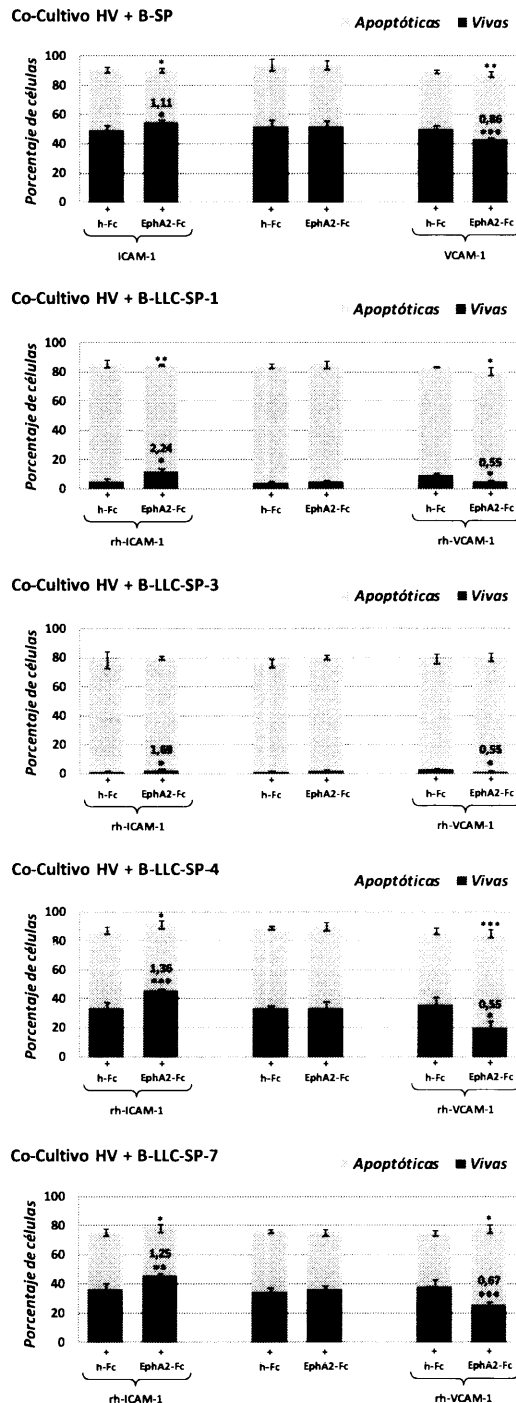 Co-Cultivo HV + B-SP
Apoptóticas Vivas
Porcentaje de células
100
80
60
40
20
0
* **
1,11 0,86
* ***
+ + + + + +
h-Fc EphA2-Fc h-Fc EphA2-Fc h-Fc EphA2-Fc
ICAM-1 VCAM-1
Co-Cultivo HV + B-LLC-SP-1
Apoptóticas Vivas
Porcentaje de células
100
80
60
40
20
0
** *
2,24 0,55
* *
+ + + + + +
h-Fc EphA2-Fc h-Fc EphA2-Fc h-Fc EphA2-Fc
rh-ICAM-1 rh-VCAM-1
Co-Cultivo HV + B-LLC-SP-3
Apoptóticas Vivas
Porcentaje de células
100
80
60
40
20
0
0,55
* *
+ + + + + +
h-Fc EphA2-Fc h-Fc EphA2-Fc h-Fc EphA2-Fc
rh-ICAM-1 rh-VCAM-1
Co-Cultivo HV + B-LLC-SP-4
Apoptóticas Vivas
Porcentaje de células
100
80
60
40
20
0
* ***
1,36 0,55
*** *
+ + + + + +
h-Fc EphA2-Fc h-Fc EphA2-Fc h-Fc EphA2-Fc
rh-ICAM-1 rh-VCAM-1
Co-Cultivo HV + B-LLC-SP-7
Apoptóticas Vivas
Porcentaje de células
100
80
60
40
20
0
* *
1,25 0,67
** ***
+ + + + + +
h-Fc EphA2-Fc h-Fc EphA2-Fc h-Fc EphA2-Fc
rh-ICAM-1 rh-VCAM-1